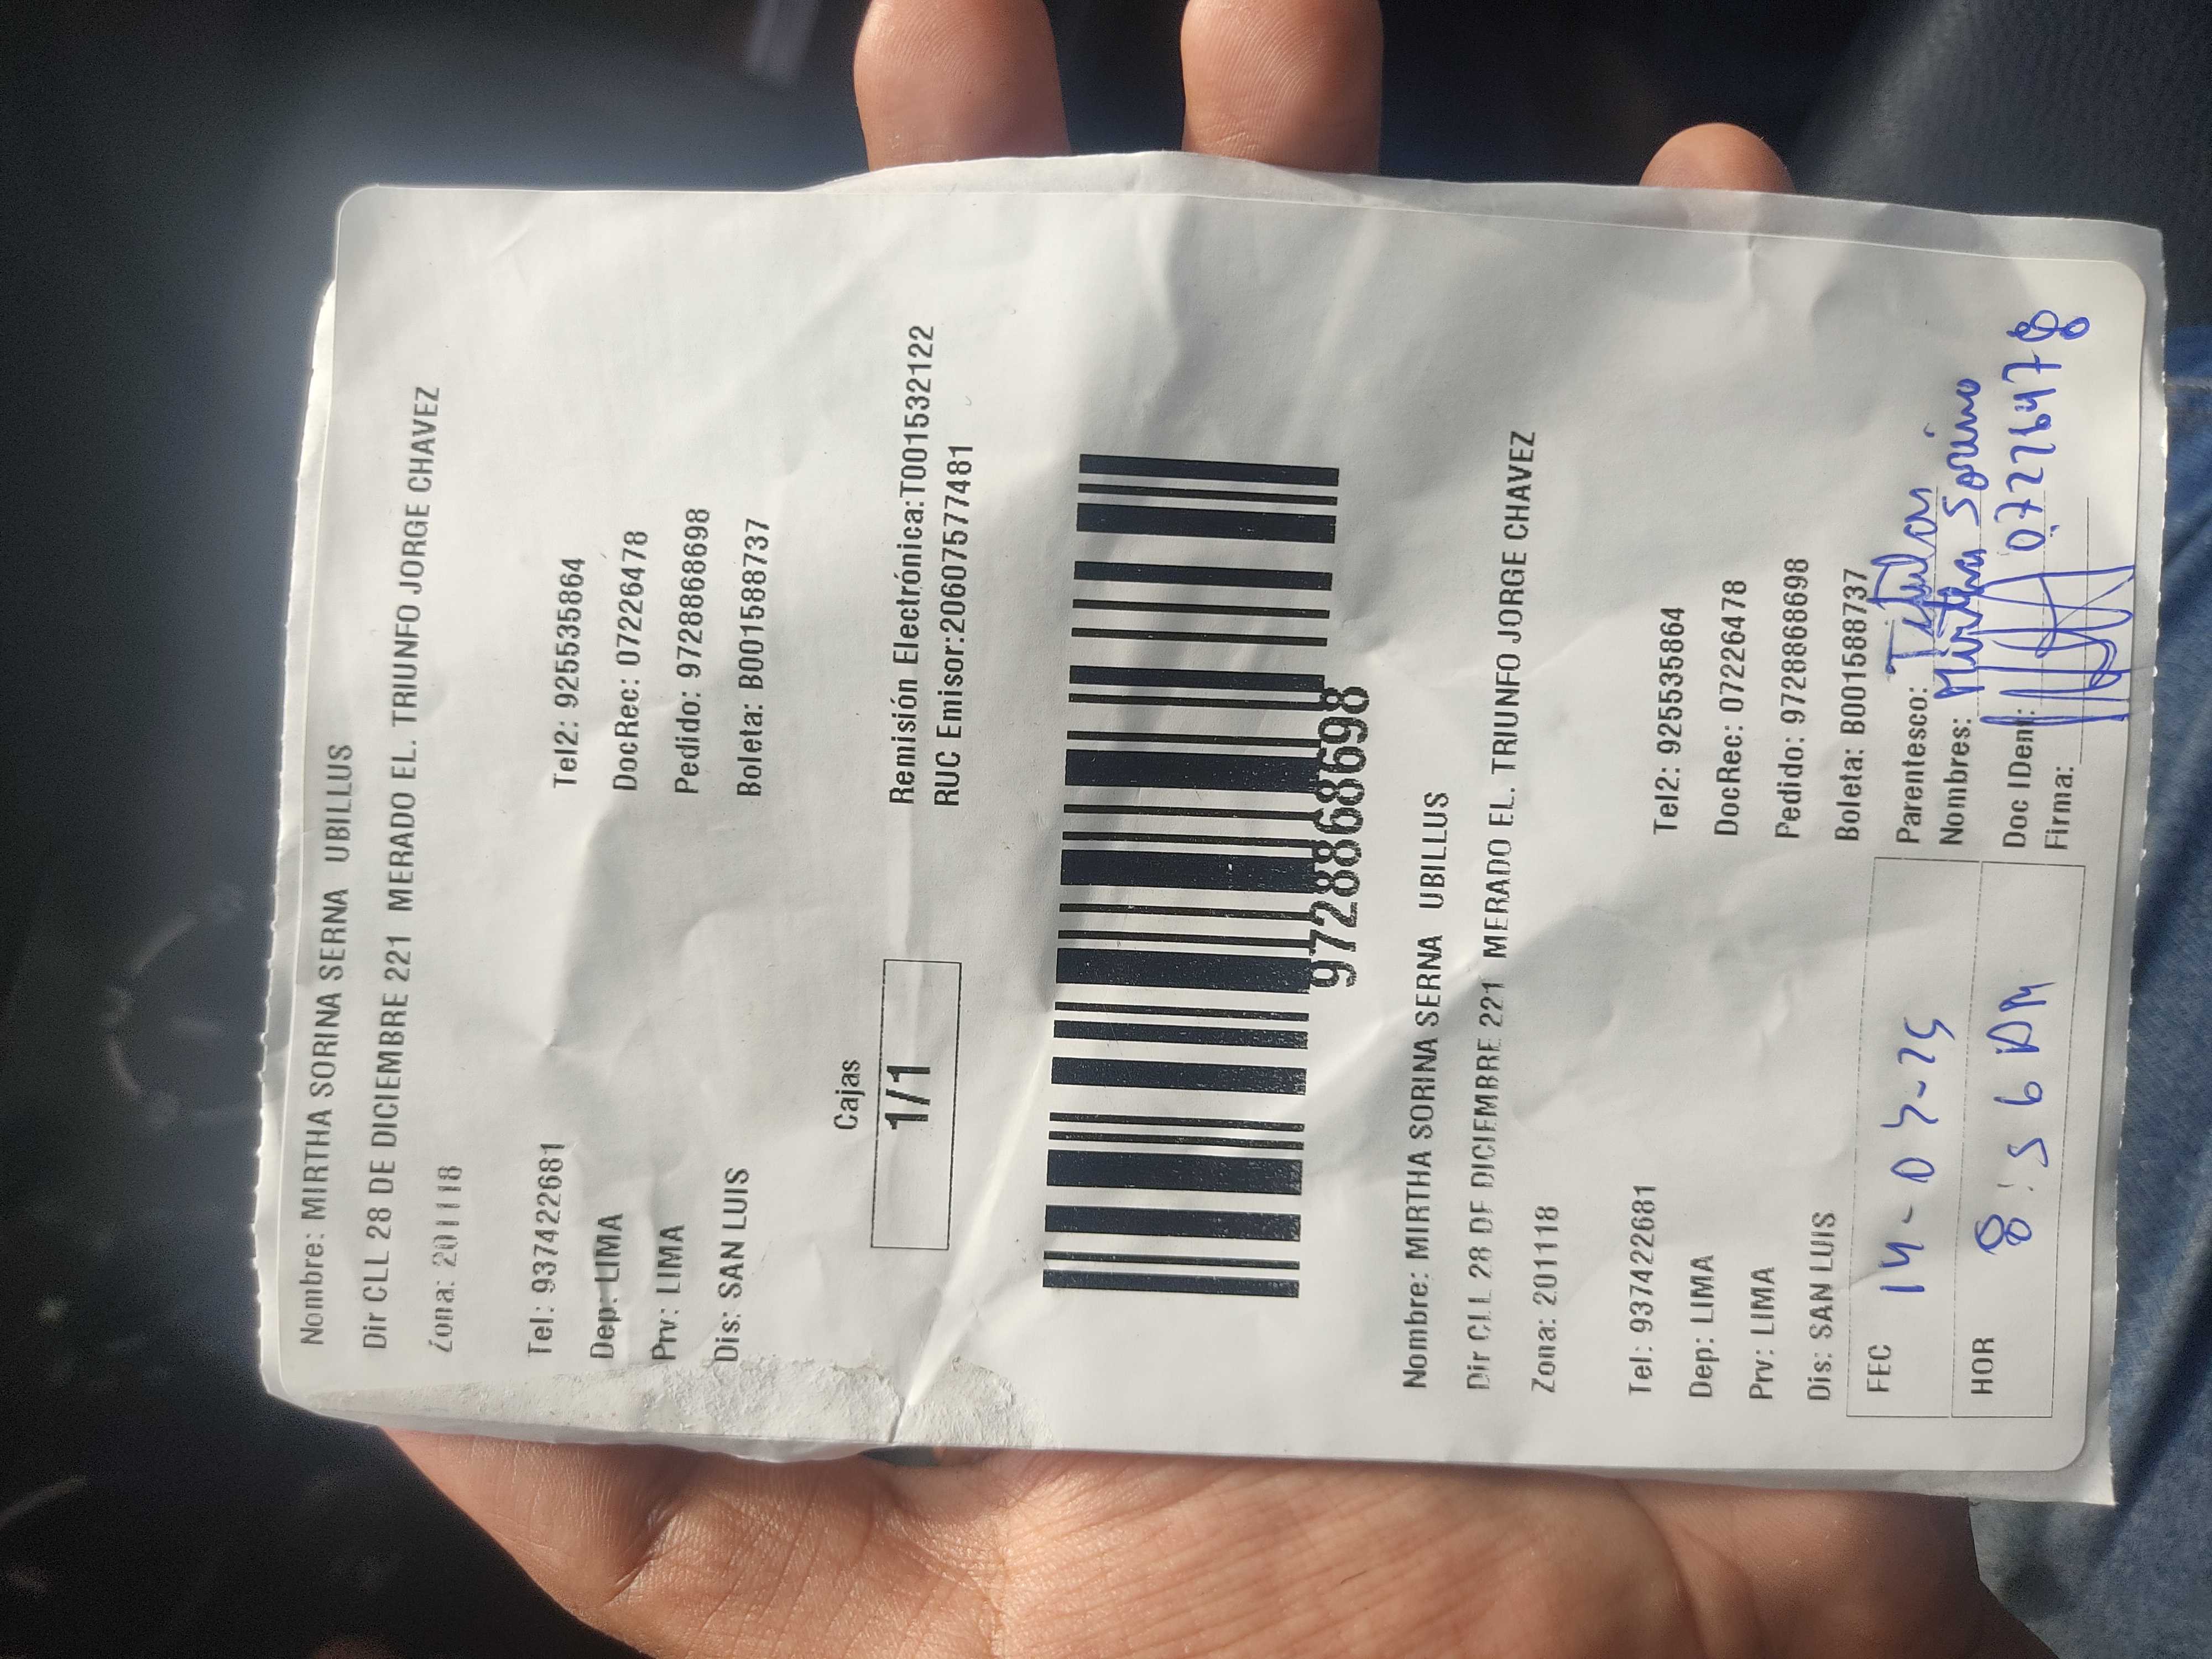 Nombre: MIRTHA SORINA SERNA UBILLUS
Dir CLL 28 DE DICIEMBRE 221 MERADO EL. TRIUNFO JORGE CHAVEZ
Zona: 201118
Tel: 937422681 Tel2: 925535864
Dep: LIMA DocRec: 07226478
Prv: LIMA Pedido: 9728868698
Dis: SAN LUIS Boleta: B001588737
Cajas
1/1
Remisión Electrónica:T001532122
RUC Emisor:20607577481
9728868698
Nombre: MIRTHA SORINA SERNA UBILLUS
Dir CLL 28 DE DICIEMBRE 221 MERADO EL. TRIUNFO JORGE CHAVEZ
Zona: 201118
Tel: 937422681 Tel2: 925535864
Dep: LIMA DocRec: 07226478
Prv: LIMA Pedido: 9728868698
Dis: SAN LUIS Boleta: B001588737
FEC 14-07-25
HOR 8:56 AM
Parentesco: Titular
Nombres: Mirtha Sorina
Doc IDent: 07226478
Firma: